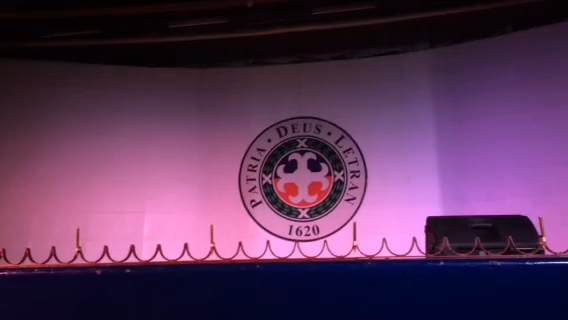 PATRIA • DEUS • LETRAN
1620